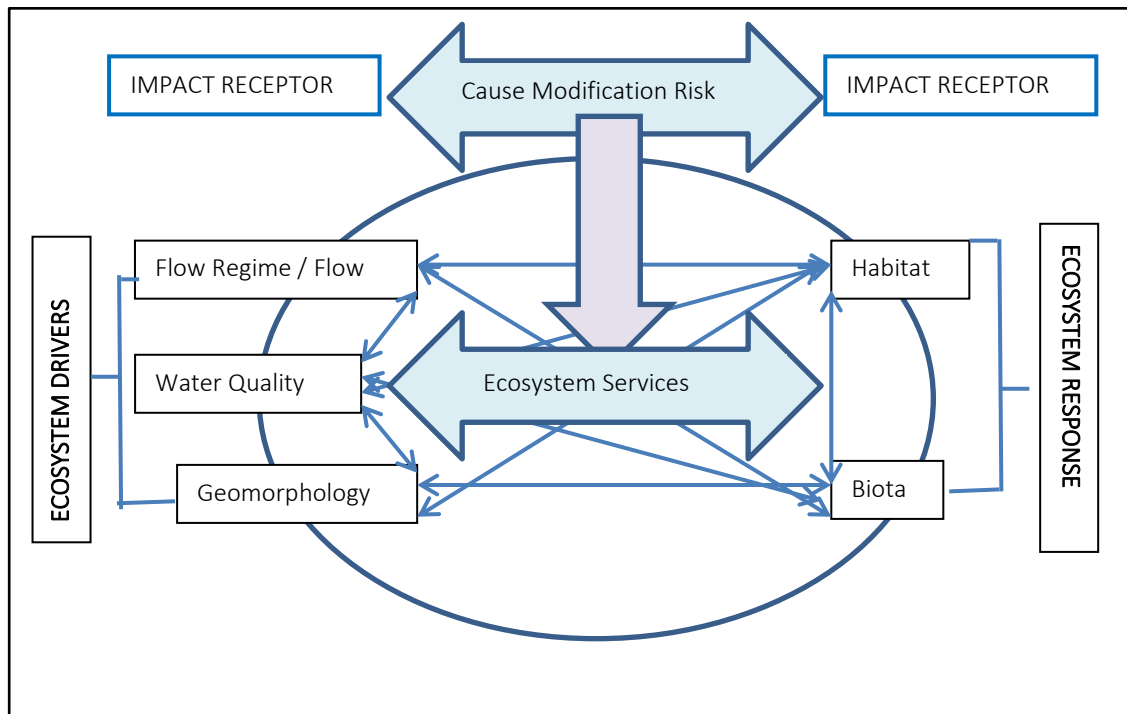 IMPACT RECEPTOR
Cause Modification Risk
IMPACT RECEPTOR
ECOSYSTEM DRIVERS
Flow Regime / Flow
Water Quality
Geomorphology
Ecosystem Services
Habitat
Biota
ECOSYSTEM RESPONSE